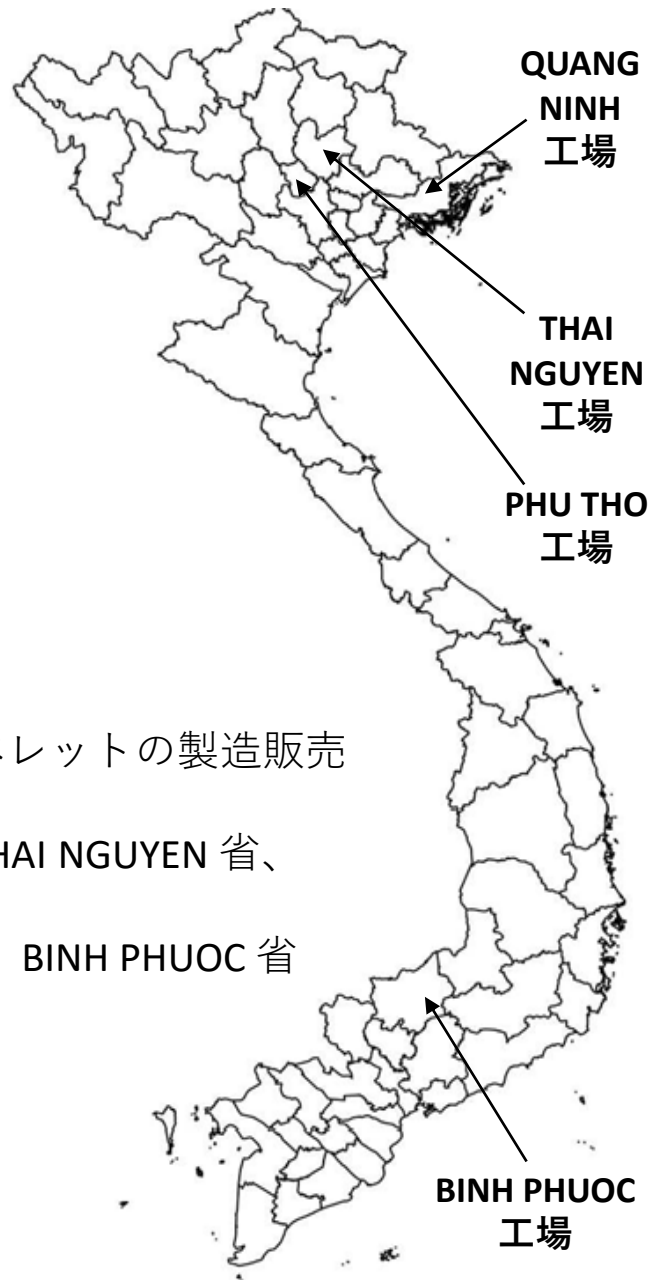 QUANG
NINH
工場
THAI
NGUYEN
工場
PHU THO
工場
レットの製造販売
HAI NGUYEN 省、
BINH PHUOC 省
BINH PHUOC
工場